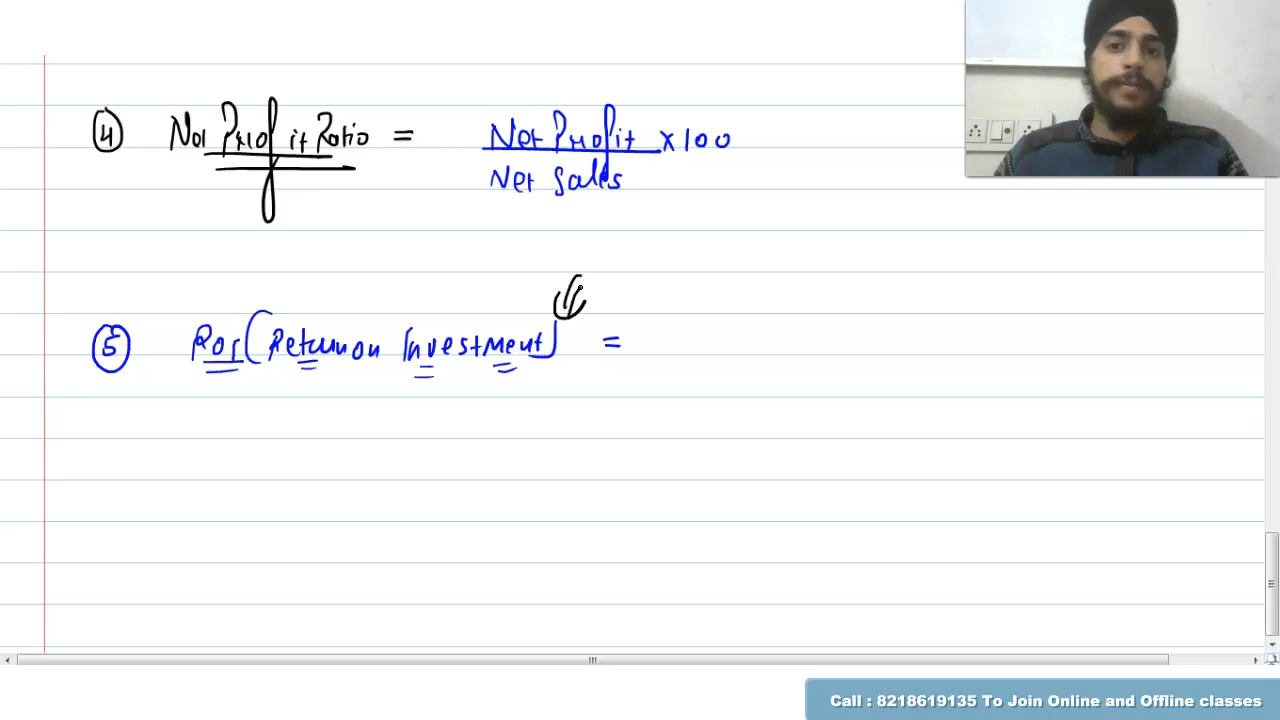 4 Net Profit Ratio = Net Profit x 100
Net Sales
5 ROI (Return on Investment) =
Call : 8218619135 To Join Online and Offline classes